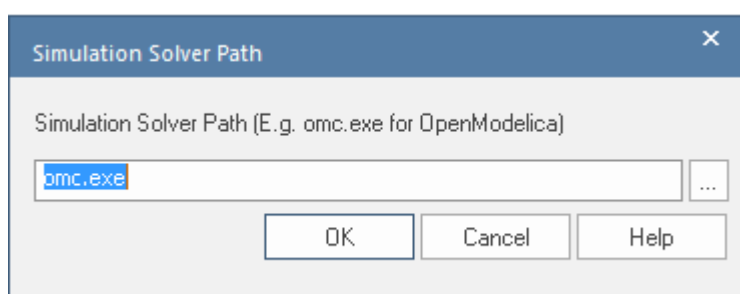 Simulation Solver Path
Simulation Solver Path (E.g. omc.exe for OpenModelica)
omc.exe
...
OK Cancel Help